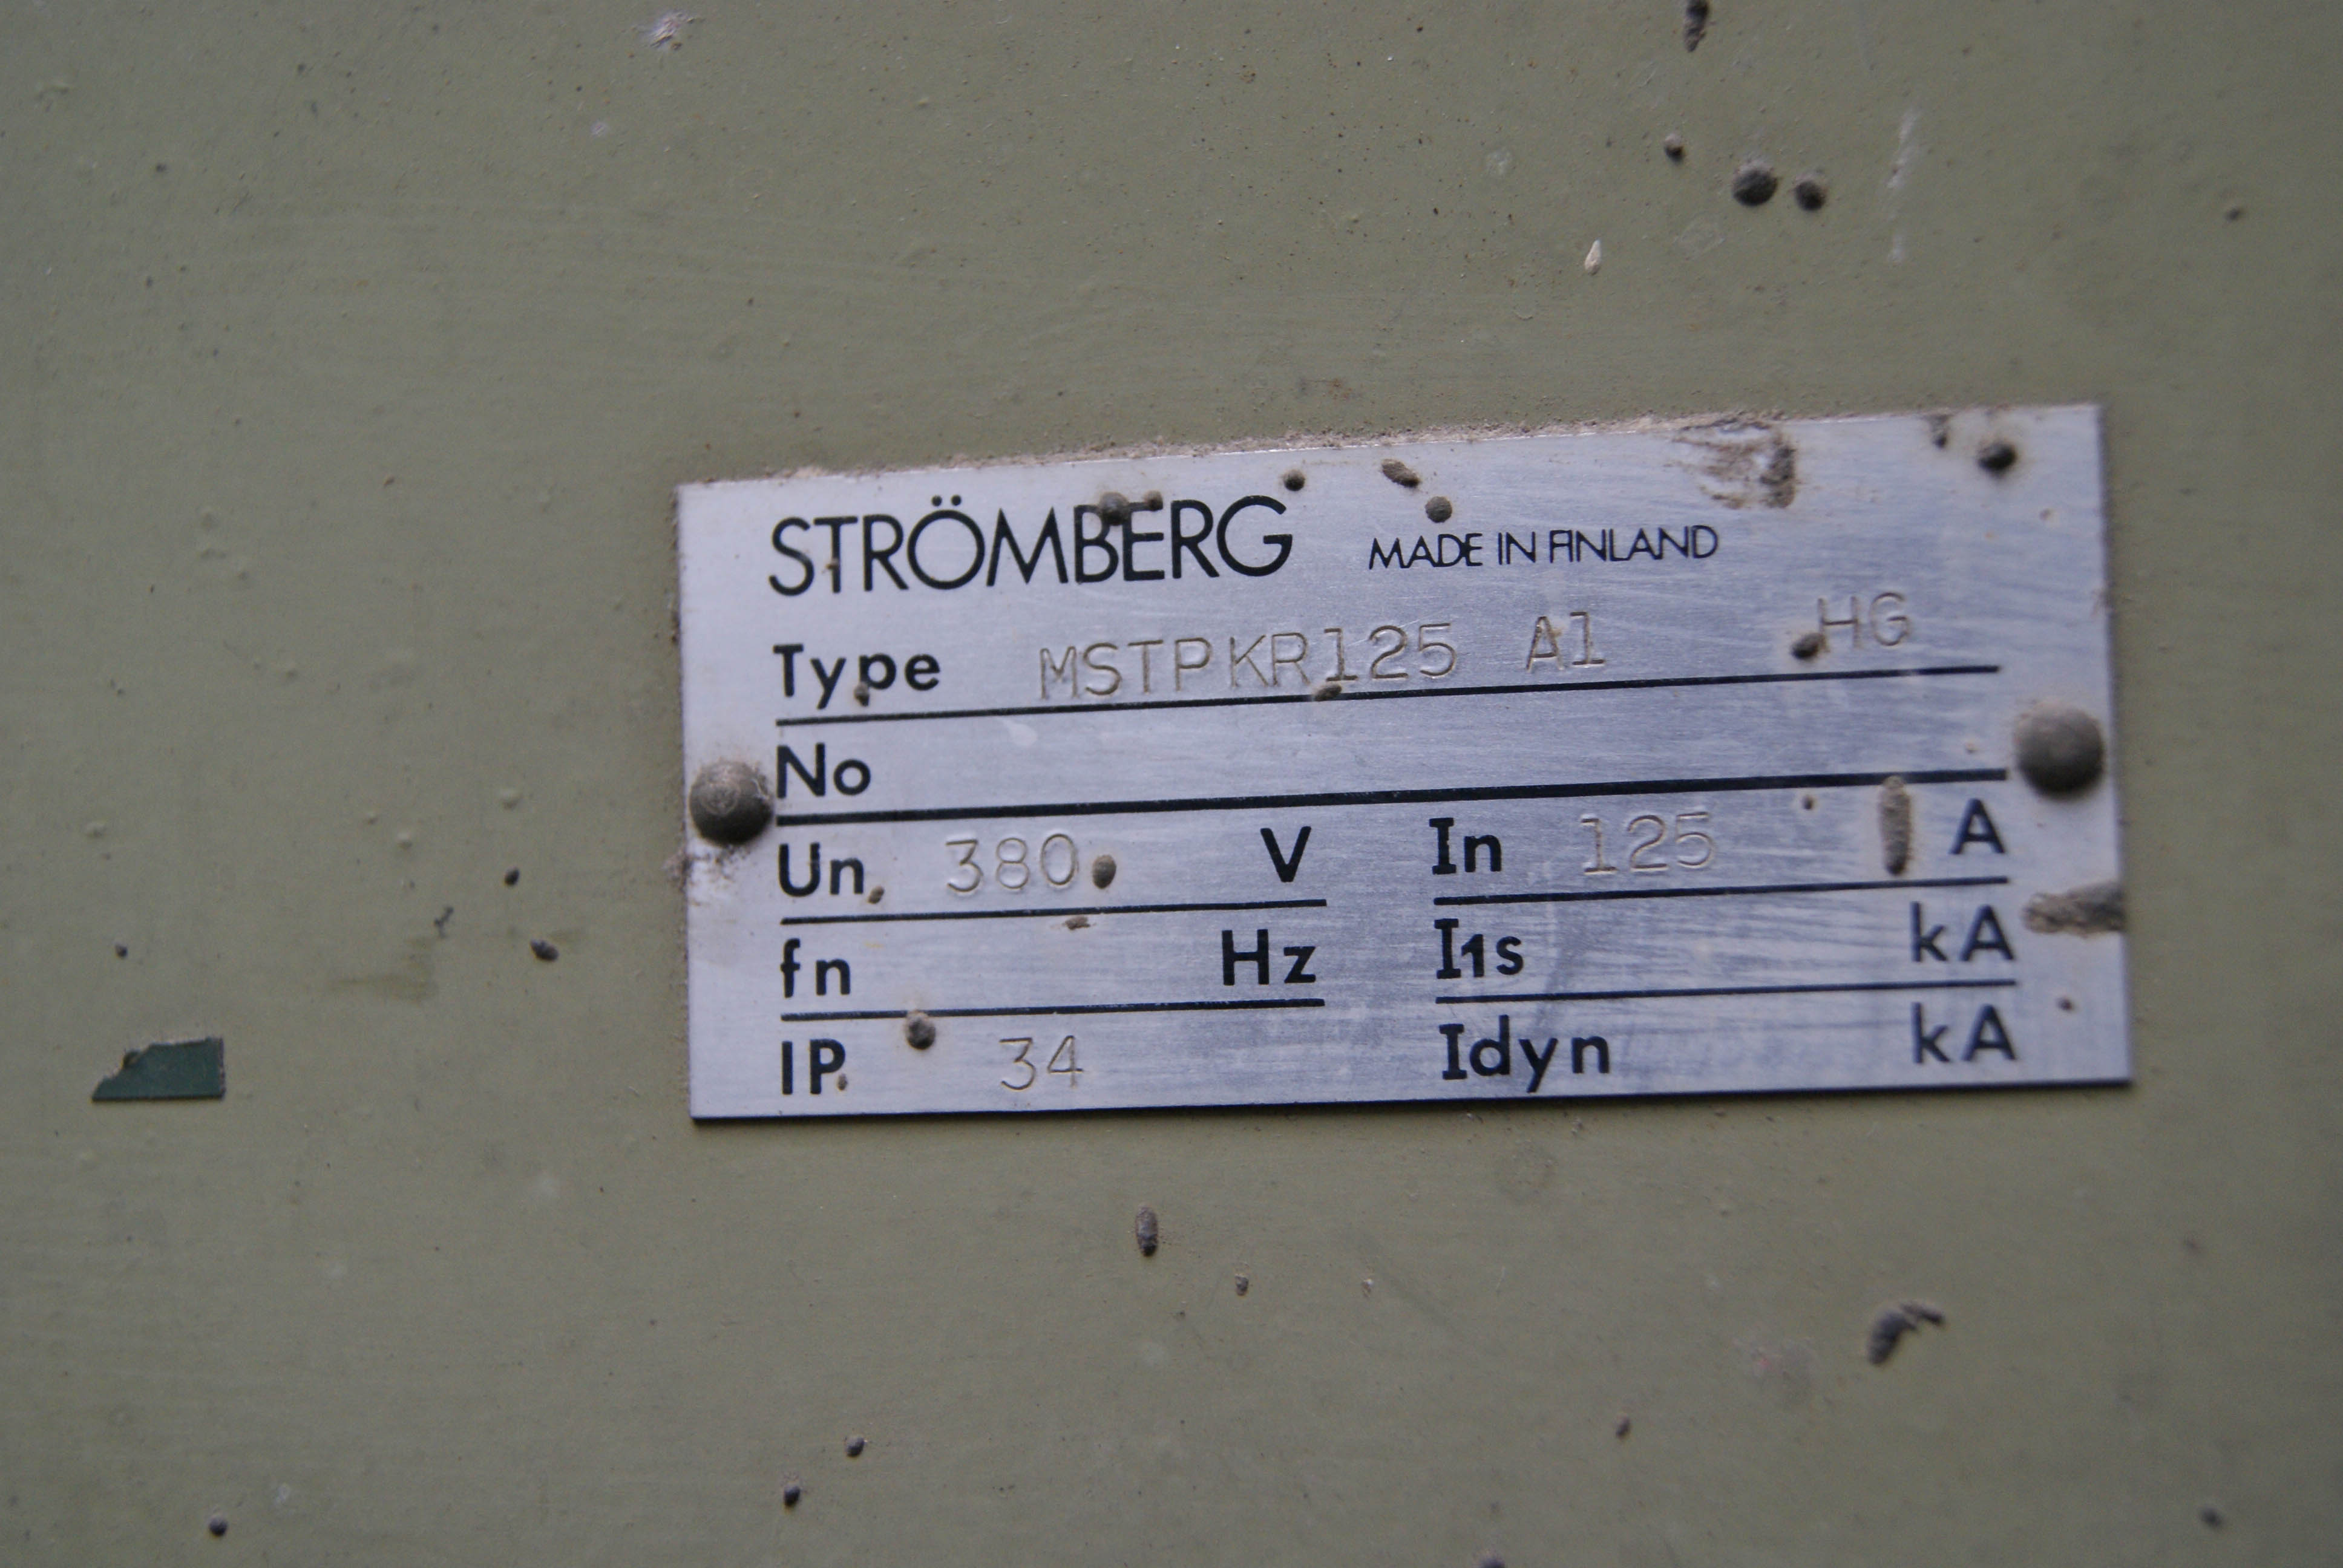 STRÖMBERG MADE IN FINLAND
Type MSTPKR125 A1 HG
No
Un 380 V In 125 A
fn Hz I1s kA
IP 34 Idyn kA